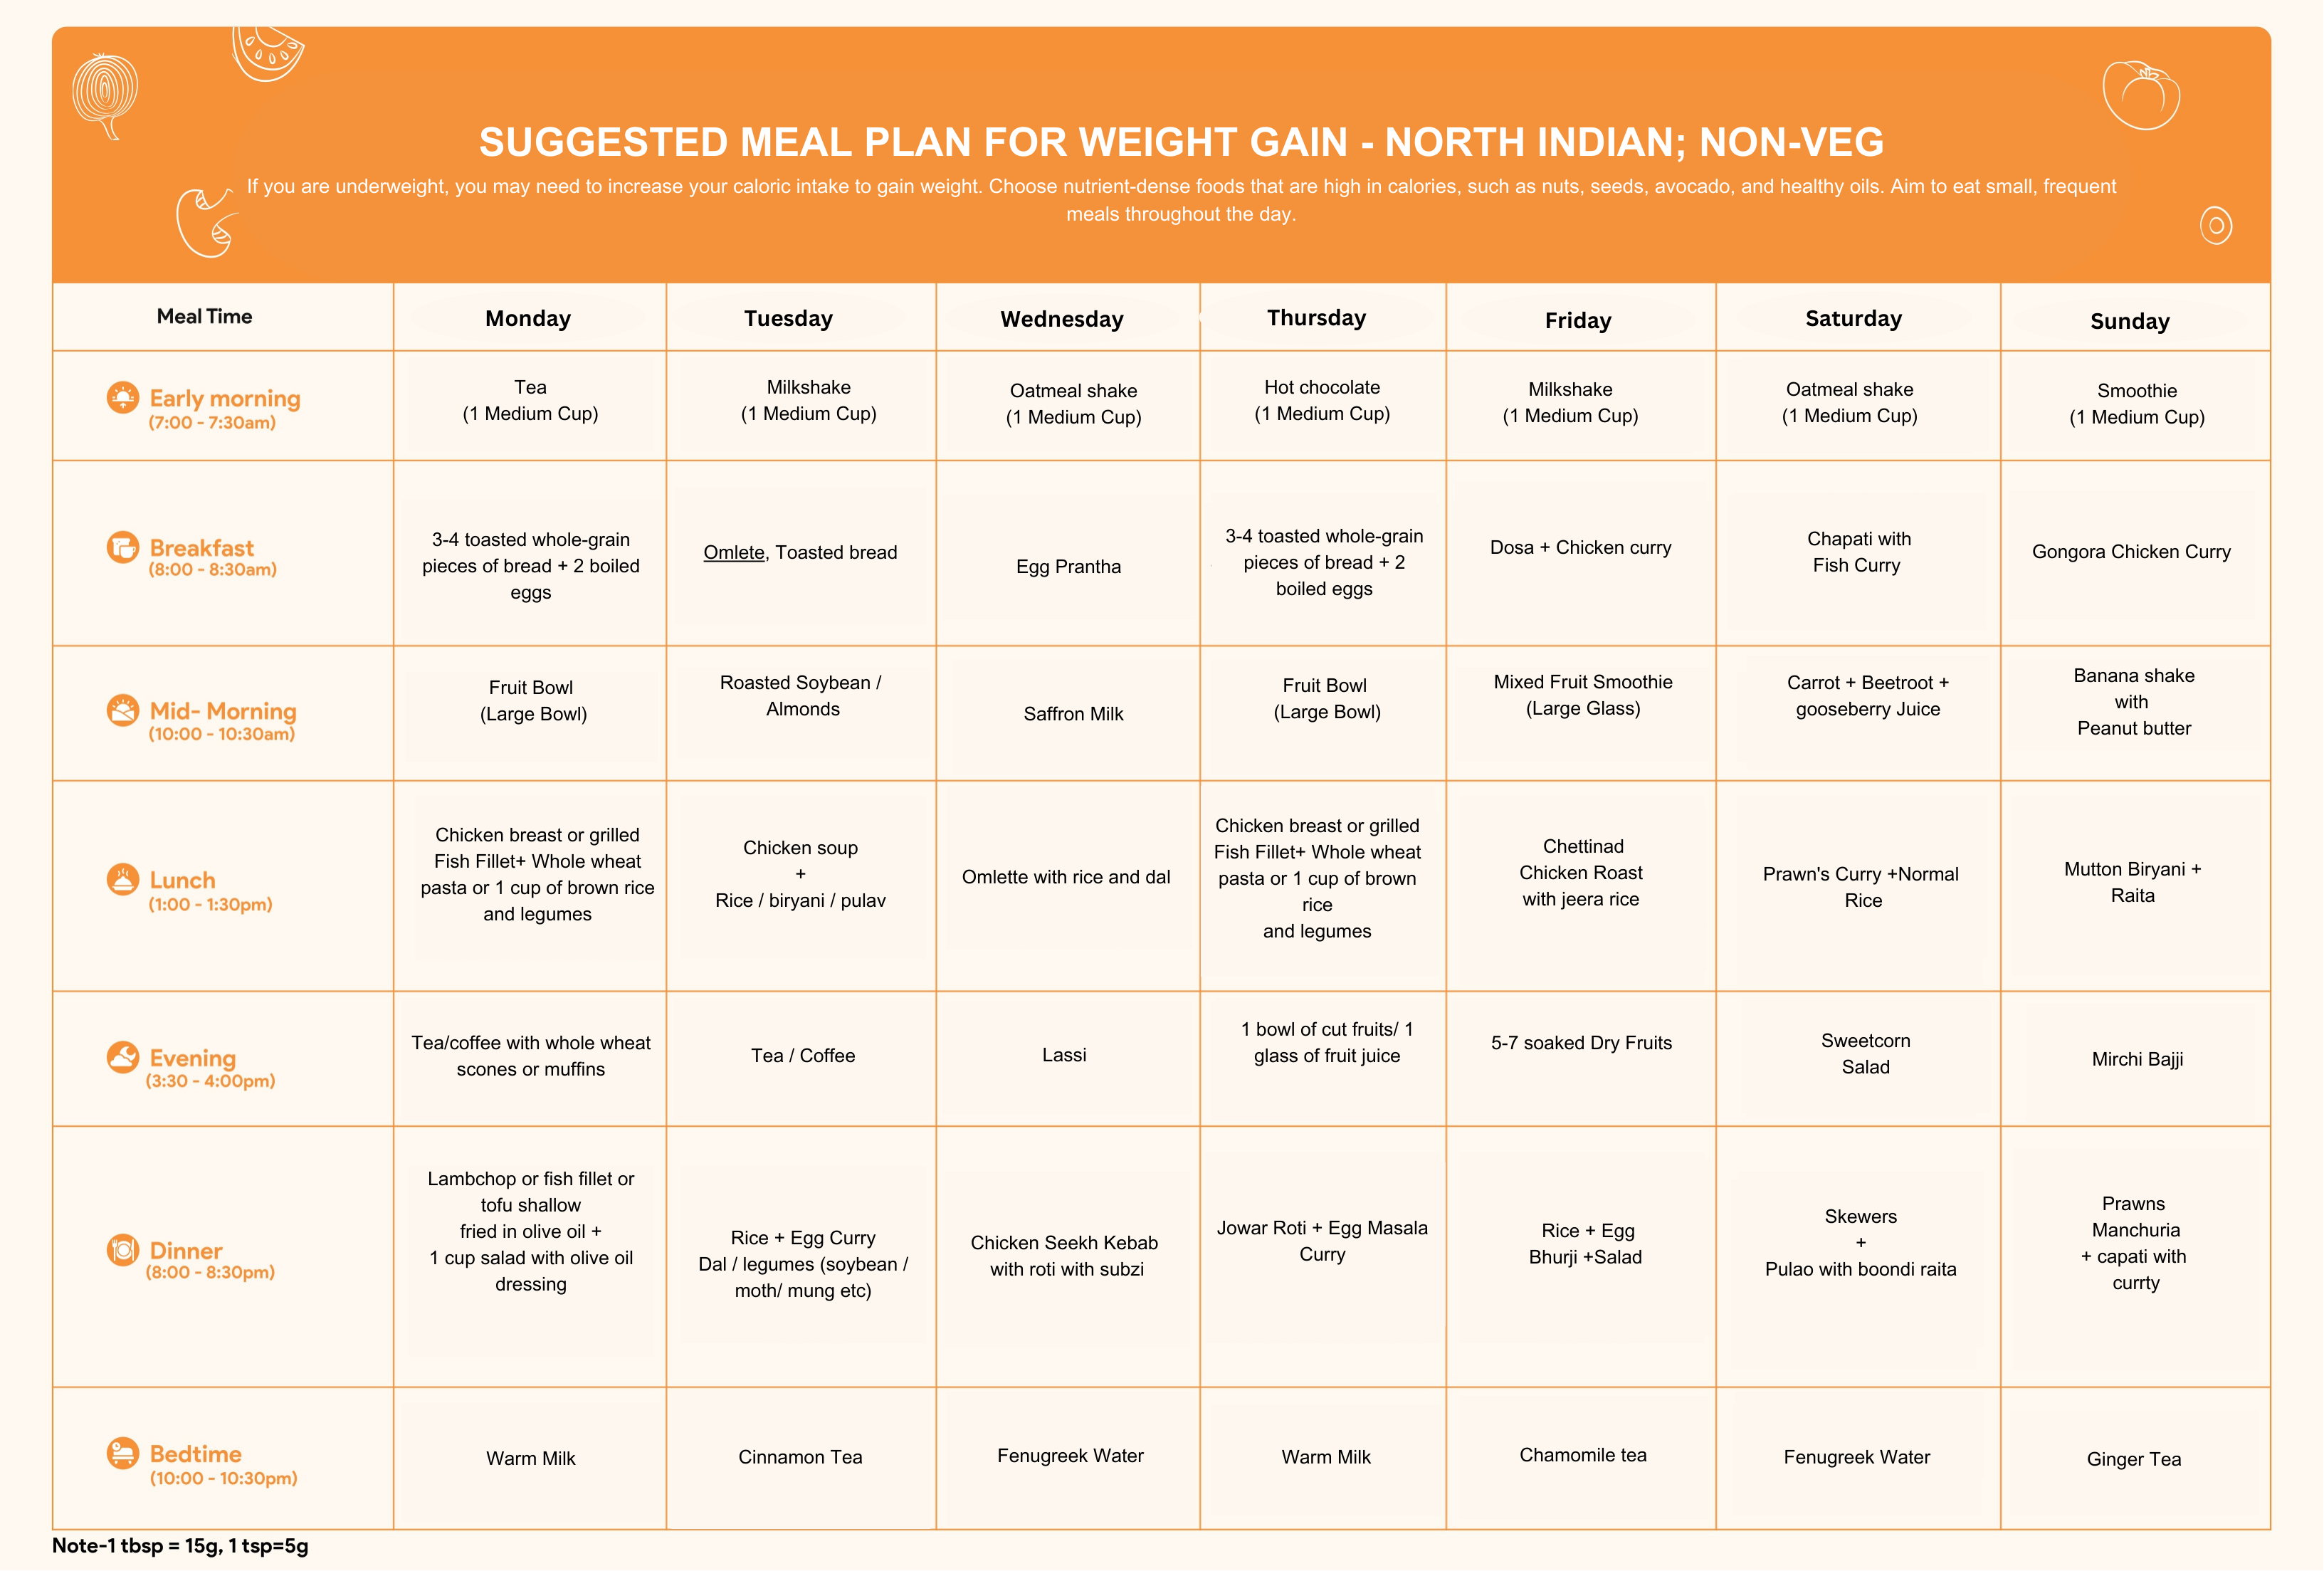 SUGGESTED MEAL PLAN FOR WEIGHT GAIN - NORTH INDIAN; NON-VEG
If you are underweight, you may need to increase your caloric intake to gain weight. Choose nutrient-dense foods that are high in calories, such as nuts, seeds, avocado, and healthy oils. Aim to eat small, frequent
meals throughout the day.
Meal Time
Monday
Tuesday
Wednesday
Thursday
Friday
Saturday
Sunday
Early morning
(7:00 - 7:30am)
Tea
(1 Medium Cup)
Milkshake
(1 Medium Cup)
Oatmeal shake
(1 Medium Cup)
Hot chocolate
(1 Medium Cup)
Milkshake
(1 Medium Cup)
Oatmeal shake
(1 Medium Cup)
Smoothie
(1 Medium Cup)
Breakfast
(8:00 - 8:30am)
3-4 toasted whole-grain
pieces of bread + 2 boiled
eggs
Omlete, Toasted bread
Egg Prantha
3-4 toasted whole-grain
pieces of bread + 2
boiled eggs
Dosa + Chicken curry
Chapati with
Fish Curry
Gongora Chicken Curry
Mid- Morning
(10:00 - 10:30am)
Fruit Bowl
(Large Bowl)
Roasted Soybean /
Almonds
Saffron Milk
Fruit Bowl
(Large Bowl)
Mixed Fruit Smoothie
(Large Glass)
Carrot + Beetroot +
gooseberry Juice
Banana shake
with
Peanut butter
Lunch
(1:00 - 1:30pm)
Chicken breast or grilled
Fish Fillet+ Whole wheat
pasta or 1 cup of brown rice
and legumes
Chicken soup
+
Rice / biryani / pulav
Omlette with rice and dal
Chicken breast or grilled
Fish Fillet+ Whole wheat
pasta or 1 cup of brown
rice
and legumes
Chettinad
Chicken Roast
with jeera rice
Prawn's Curry +Normal
Rice
Mutton Biryani +
Raita
Evening
(3:30 - 4:00pm)
Tea/coffee with whole wheat
scones or muffins
Tea / Coffee
Lassi
1 bowl of cut fruits/ 1
glass of fruit juice
5-7 soaked Dry Fruits
Sweetcorn
Salad
Mirchi Bajji
Dinner
(8:00 - 8:30pm)
Lambchop or fish fillet or
tofu shallow
fried in olive oil +
1 cup salad with olive oil
dressing
Rice + Egg Curry
Dal / legumes (soybean /
moth/ mung etc)
Chicken Seekh Kebab
with roti with subzi
Jowar Roti + Egg Masala
Curry
Rice + Egg
Bhurji +Salad
Skewers
+
Pulao with boondi raita
Prawns
Manchuria
+ capati with
currty
Bedtime
(10:00 - 10:30pm)
Warm Milk
Cinnamon Tea
Fenugreek Water
Warm Milk
Chamomile tea
Fenugreek Water
Ginger Tea
Note-1 tbsp = 15g, 1 tsp=5g